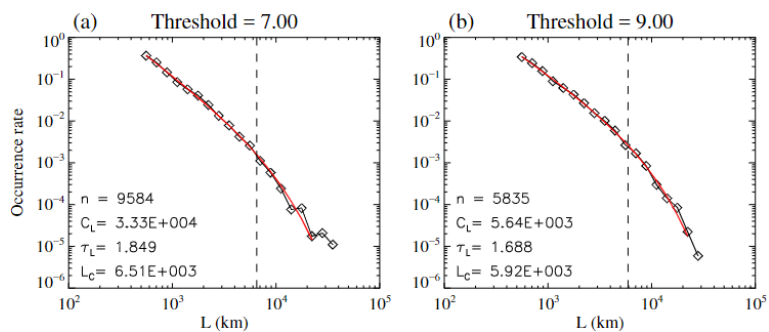 (a) Threshold = 7.00
(b) Threshold = 9.00
Occurrence rate
10^0
10^-1
10^-2
10^-3
10^-4
10^-5
10^-6
n = 9584
C_L= 3.33E+004
τ_L= 1.849
L_C= 6.51E+003
10^2 10^3 10^4 10^5
L (km)
10^0
10^-1
10^-2
10^-3
10^-4
10^-5
10^-6
n = 5835
C_L= 5.64E+003
τ_L= 1.688
L_C= 5.92E+003
10^2 10^3 10^4 10^5
L (km)